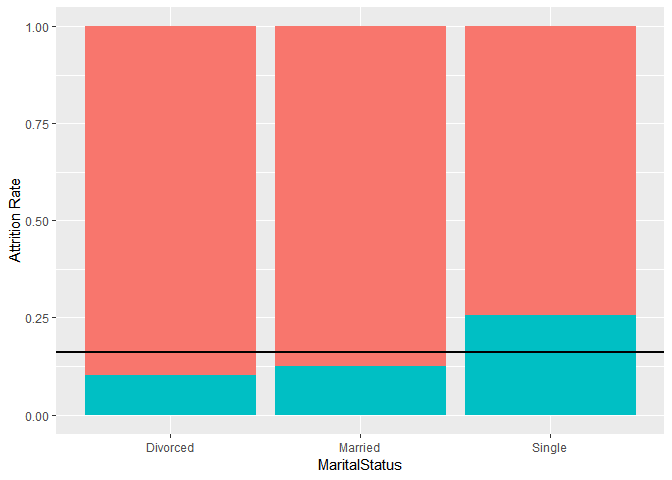 1.00
0.75
0.50
0.25
0.00
Attrition Rate
Divorced
Married
Single
MaritalStatus